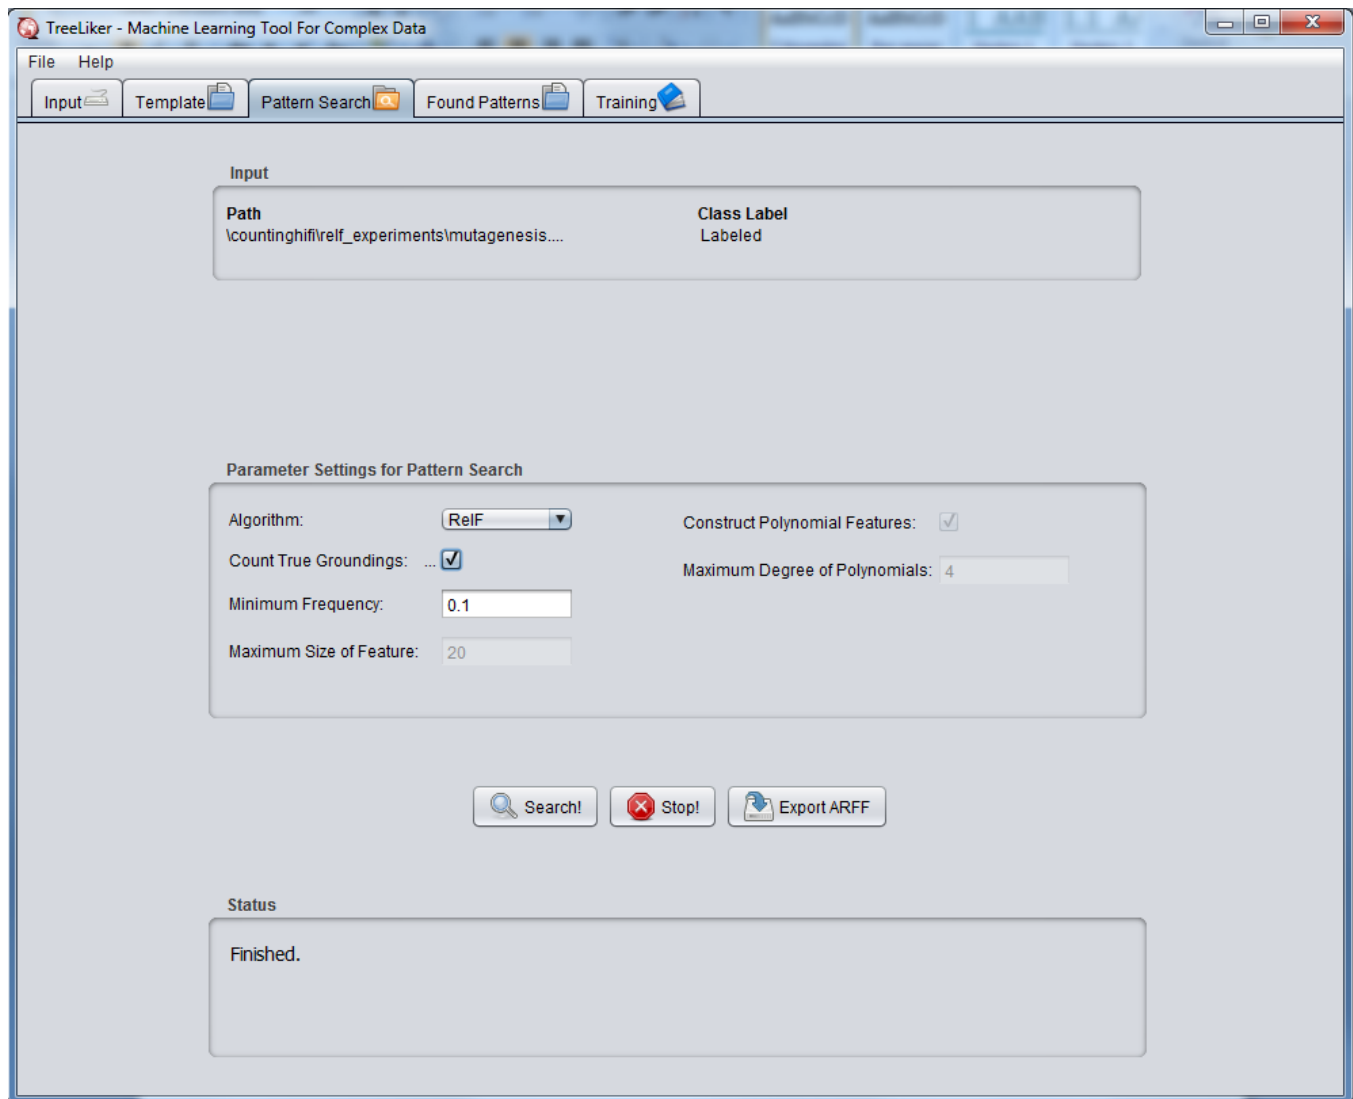 TreeLiker - Machine Learning Tool For Complex Data
File Help
Input Template Pattern Search Found Patterns Training
Input
Path Class Label
\countinghifi\relf_experiments\mutagenesis.... Labeled
Parameter Settings for Pattern Search
Algorithm: RelF Construct Polynomial Features:
Count True Groundings: ...
Maximum Degree of Polynomials: 4
Minimum Frequency: 0.1
Maximum Size of Feature: 20
Search! Stop! Export ARFF
Status
Finished.